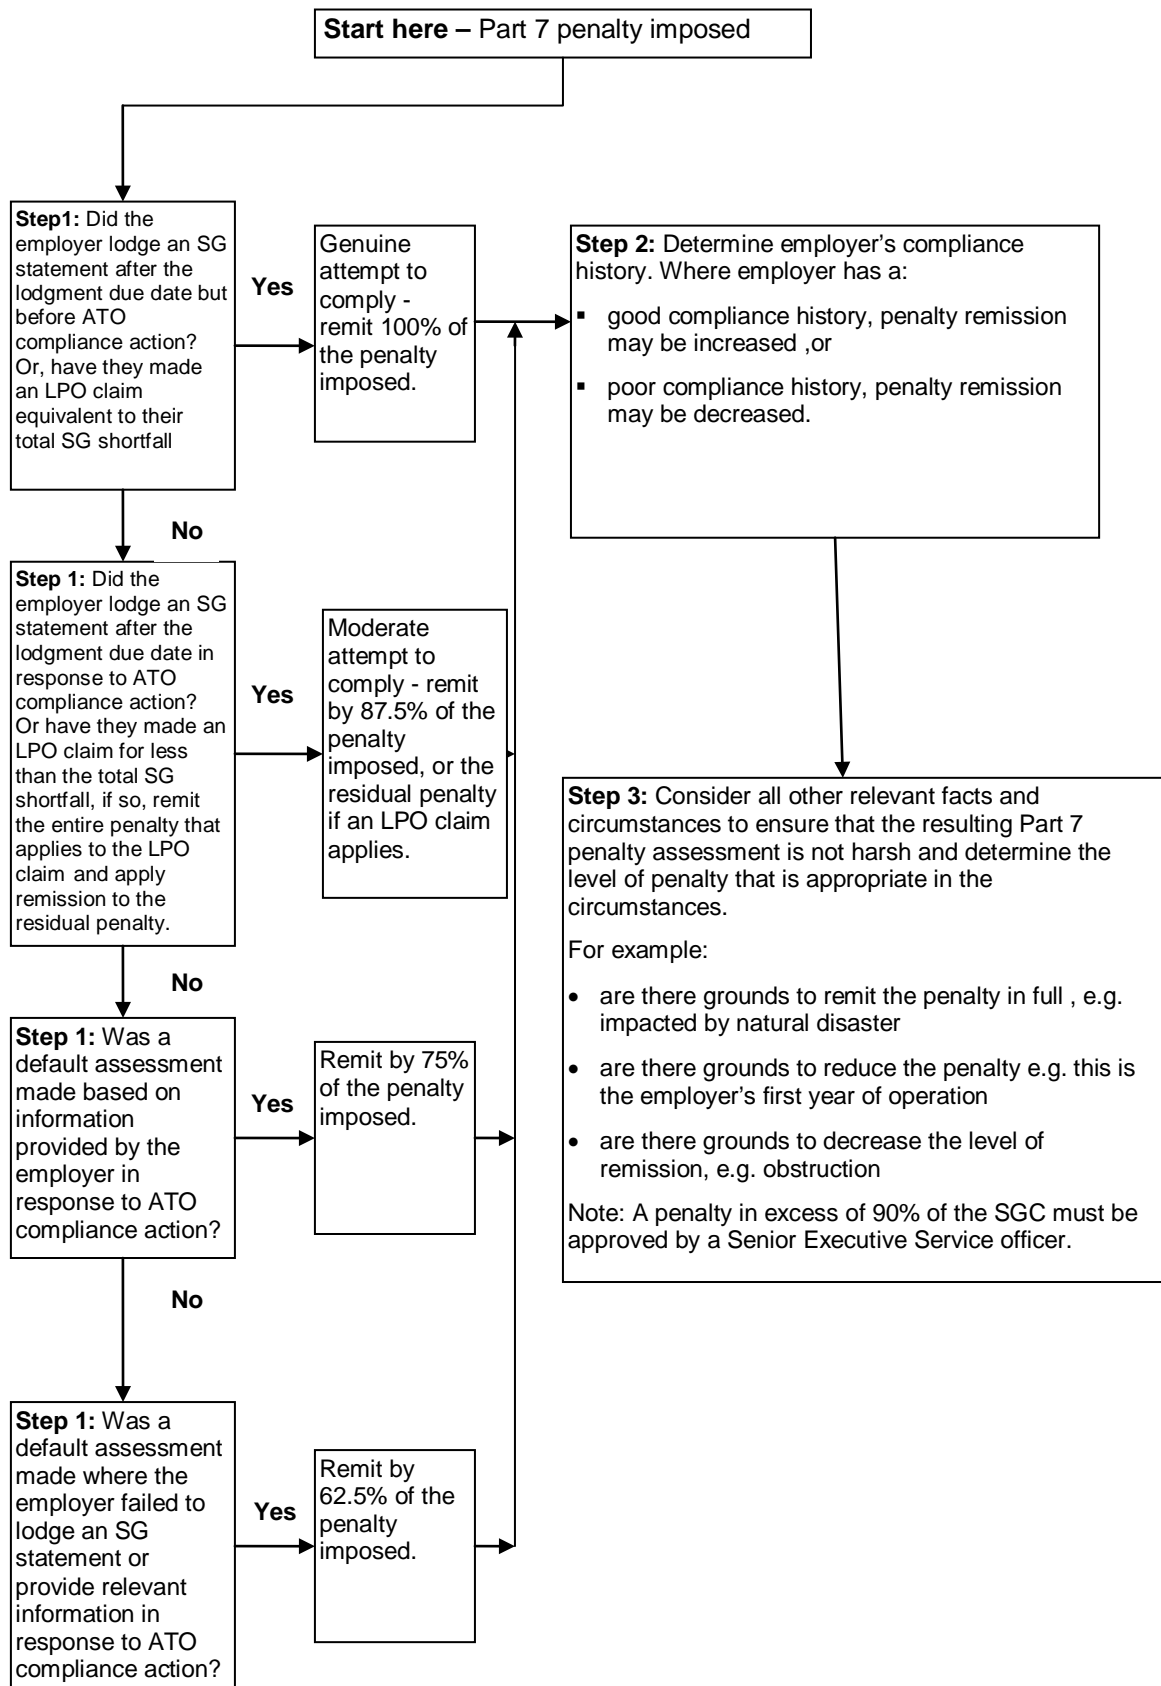 Start here – Part 7 penalty imposed
Step1: Did the
employer lodge an SG
statement after the
lodgment due date but
before ATO
compliance action?
Or, have they made
an LPO claim
equivalent to their
total SG shortfall
Yes
Genuine
attempt to
comply -
remit 100% of
the penalty
imposed.
Step 2: Determine employer’s compliance
history. Where employer has a:
▪ good compliance history, penalty remission
may be increased ,or
▪ poor compliance history, penalty remission
may be decreased.
No
Step 1: Did the
employer lodge an SG
statement after the
lodgment due date in
response to ATO
compliance action?
Or have they made an
LPO claim for less
than the total SG
shortfall, if so, remit
the entire penalty that
applies to the LPO
claim and apply
remission to the
residual penalty.
Yes
Moderate
attempt to
comply - remit
by 87.5% of the
penalty
imposed, or the
residual penalty
if an LPO claim
applies.
Step 3: Consider all other relevant facts and
circumstances to ensure that the resulting Part 7
penalty assessment is not harsh and determine the
level of penalty that is appropriate in the
circumstances.
For example:
• are there grounds to remit the penalty in full , e.g.
impacted by natural disaster
• are there grounds to reduce the penalty e.g. this is
the employer’s first year of operation
• are there grounds to decrease the level of
remission, e.g. obstruction
Note: A penalty in excess of 90% of the SGC must be
approved by a Senior Executive Service officer.
No
Step 1: Was a
default assessment
made based on
information
provided by the
employer in
response to ATO
compliance action?
Yes
Remit by 75%
of the penalty
imposed.
No
Step 1: Was a
default assessment
made where the
employer failed to
lodge an SG
statement or
provide relevant
information in
response to ATO
compliance action?
Yes
Remit by
62.5% of the
penalty
imposed.